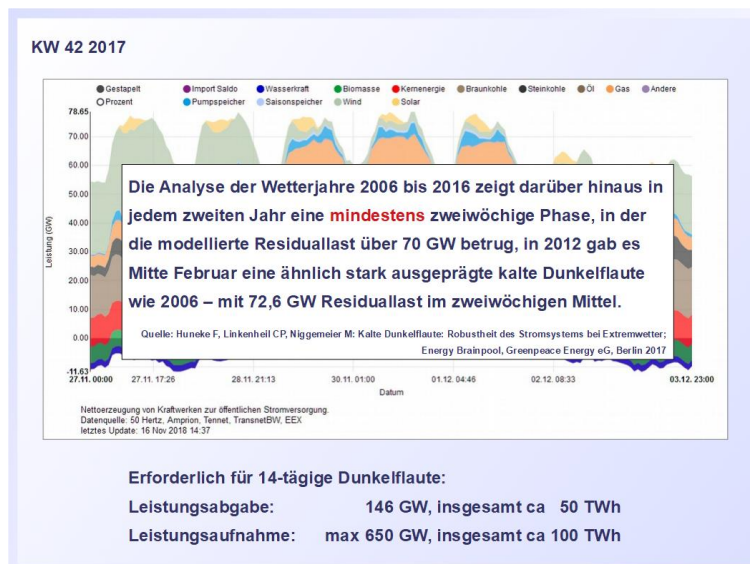 KW 42 2017
Gestapelt Import Saldo Wasserkraft Biomasse Kernenergie Braunkohle Steinkohle Öl Gas Andere
Prozent Pumpspeicher Saisonspeicher Wind Solar
78.65
70.00
60.00
50.00
40.00
30.00
20.00
10.00
0.00
-11.63
Leistung (GW)
Die Analyse der Wetterjahre 2006 bis 2016 zeigt darüber hinaus in
jedem zweiten Jahr eine mindestens zweiwöchige Phase, in der
die modellierte Residuallast über 70 GW betrug, in 2012 gab es
Mitte Februar eine ähnlich stark ausgeprägte kalte Dunkelflaute
wie 2006 – mit 72,6 GW Residuallast im zweiwöchigen Mittel.
Quelle: Huneke F, Linkenheil CP, Niggemeier M: Kalte Dunkelflaute: Robustheit des Stromsystems bei Extremwetter;
Energy Brainpool, Greenpeace Energy eG, Berlin 2017
27.11. 00:00 27.11. 17:26 28.11. 21:13 30.11. 01:00 01.12. 04:46 02.12. 08:33 03.12. 23:00
Datum
Nettoerzeugung von Kraftwerken zur öffentlichen Stromversorgung.
Datenquelle: 50 Hertz, Amprion, Tennet, TransnetBW, EEX
letztes Update: 16 Nov 2018 14:37
Erforderlich für 14-tägige Dunkelflaute:
Leistungsabgabe: 146 GW, insgesamt ca 50 TWh
Leistungsaufnahme: max 650 GW, insgesamt ca 100 TWh